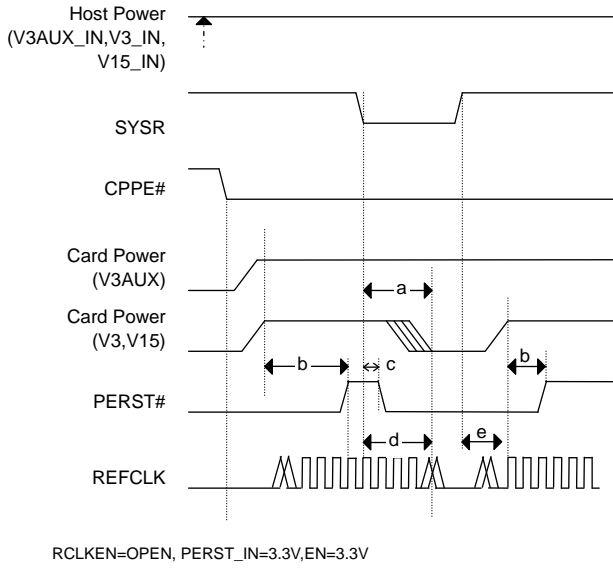 Host Power
(V3AUX_IN,V3_IN,
V15_IN)
SYSR
CPPE#
Card Power
(V3AUX)
a
Card Power
(V3,V15)
b
c
b
PERST#
d
e
REFCLK
RCLKEN=OPEN, PERST_IN=3.3V,EN=3.3V